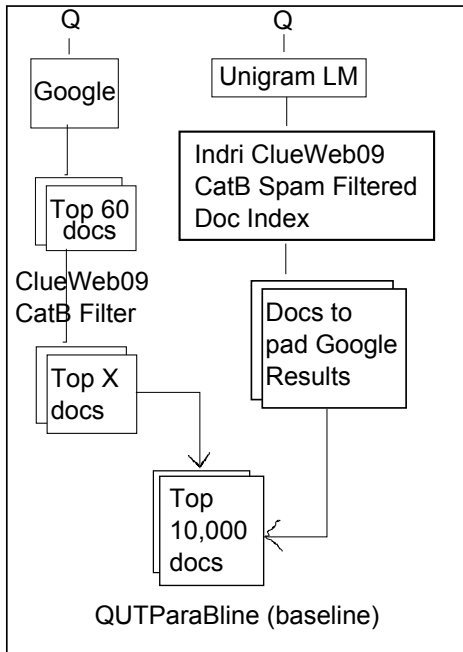 Q
Google
Top 60
docs
ClueWeb09
CatB Filter
Top X
docs
Q
Unigram LM
Indri ClueWeb09
CatB Spam Filtered
Doc Index
Docs to
pad Google
Results
Top
10,000
docs
QUTParaBline (baseline)